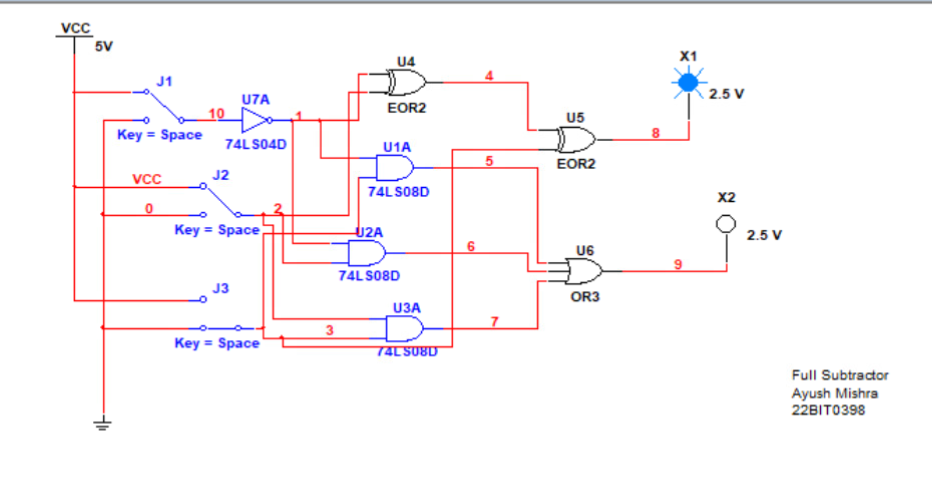 VCC
5V
J1
Key = Space
10
U7A
74LS04D
1
U4
EOR2
4
X1
2.5 V
U5
EOR2
8
U1A
74LS08D
5
VCC
J2
0
Key = Space
2
U2A
74LS08D
6
X2
2.5 V
U6
OR3
9
J3
Key = Space
3
U3A
74LS08D
7
Full Subtractor
Ayush Mishra
22BIT0398